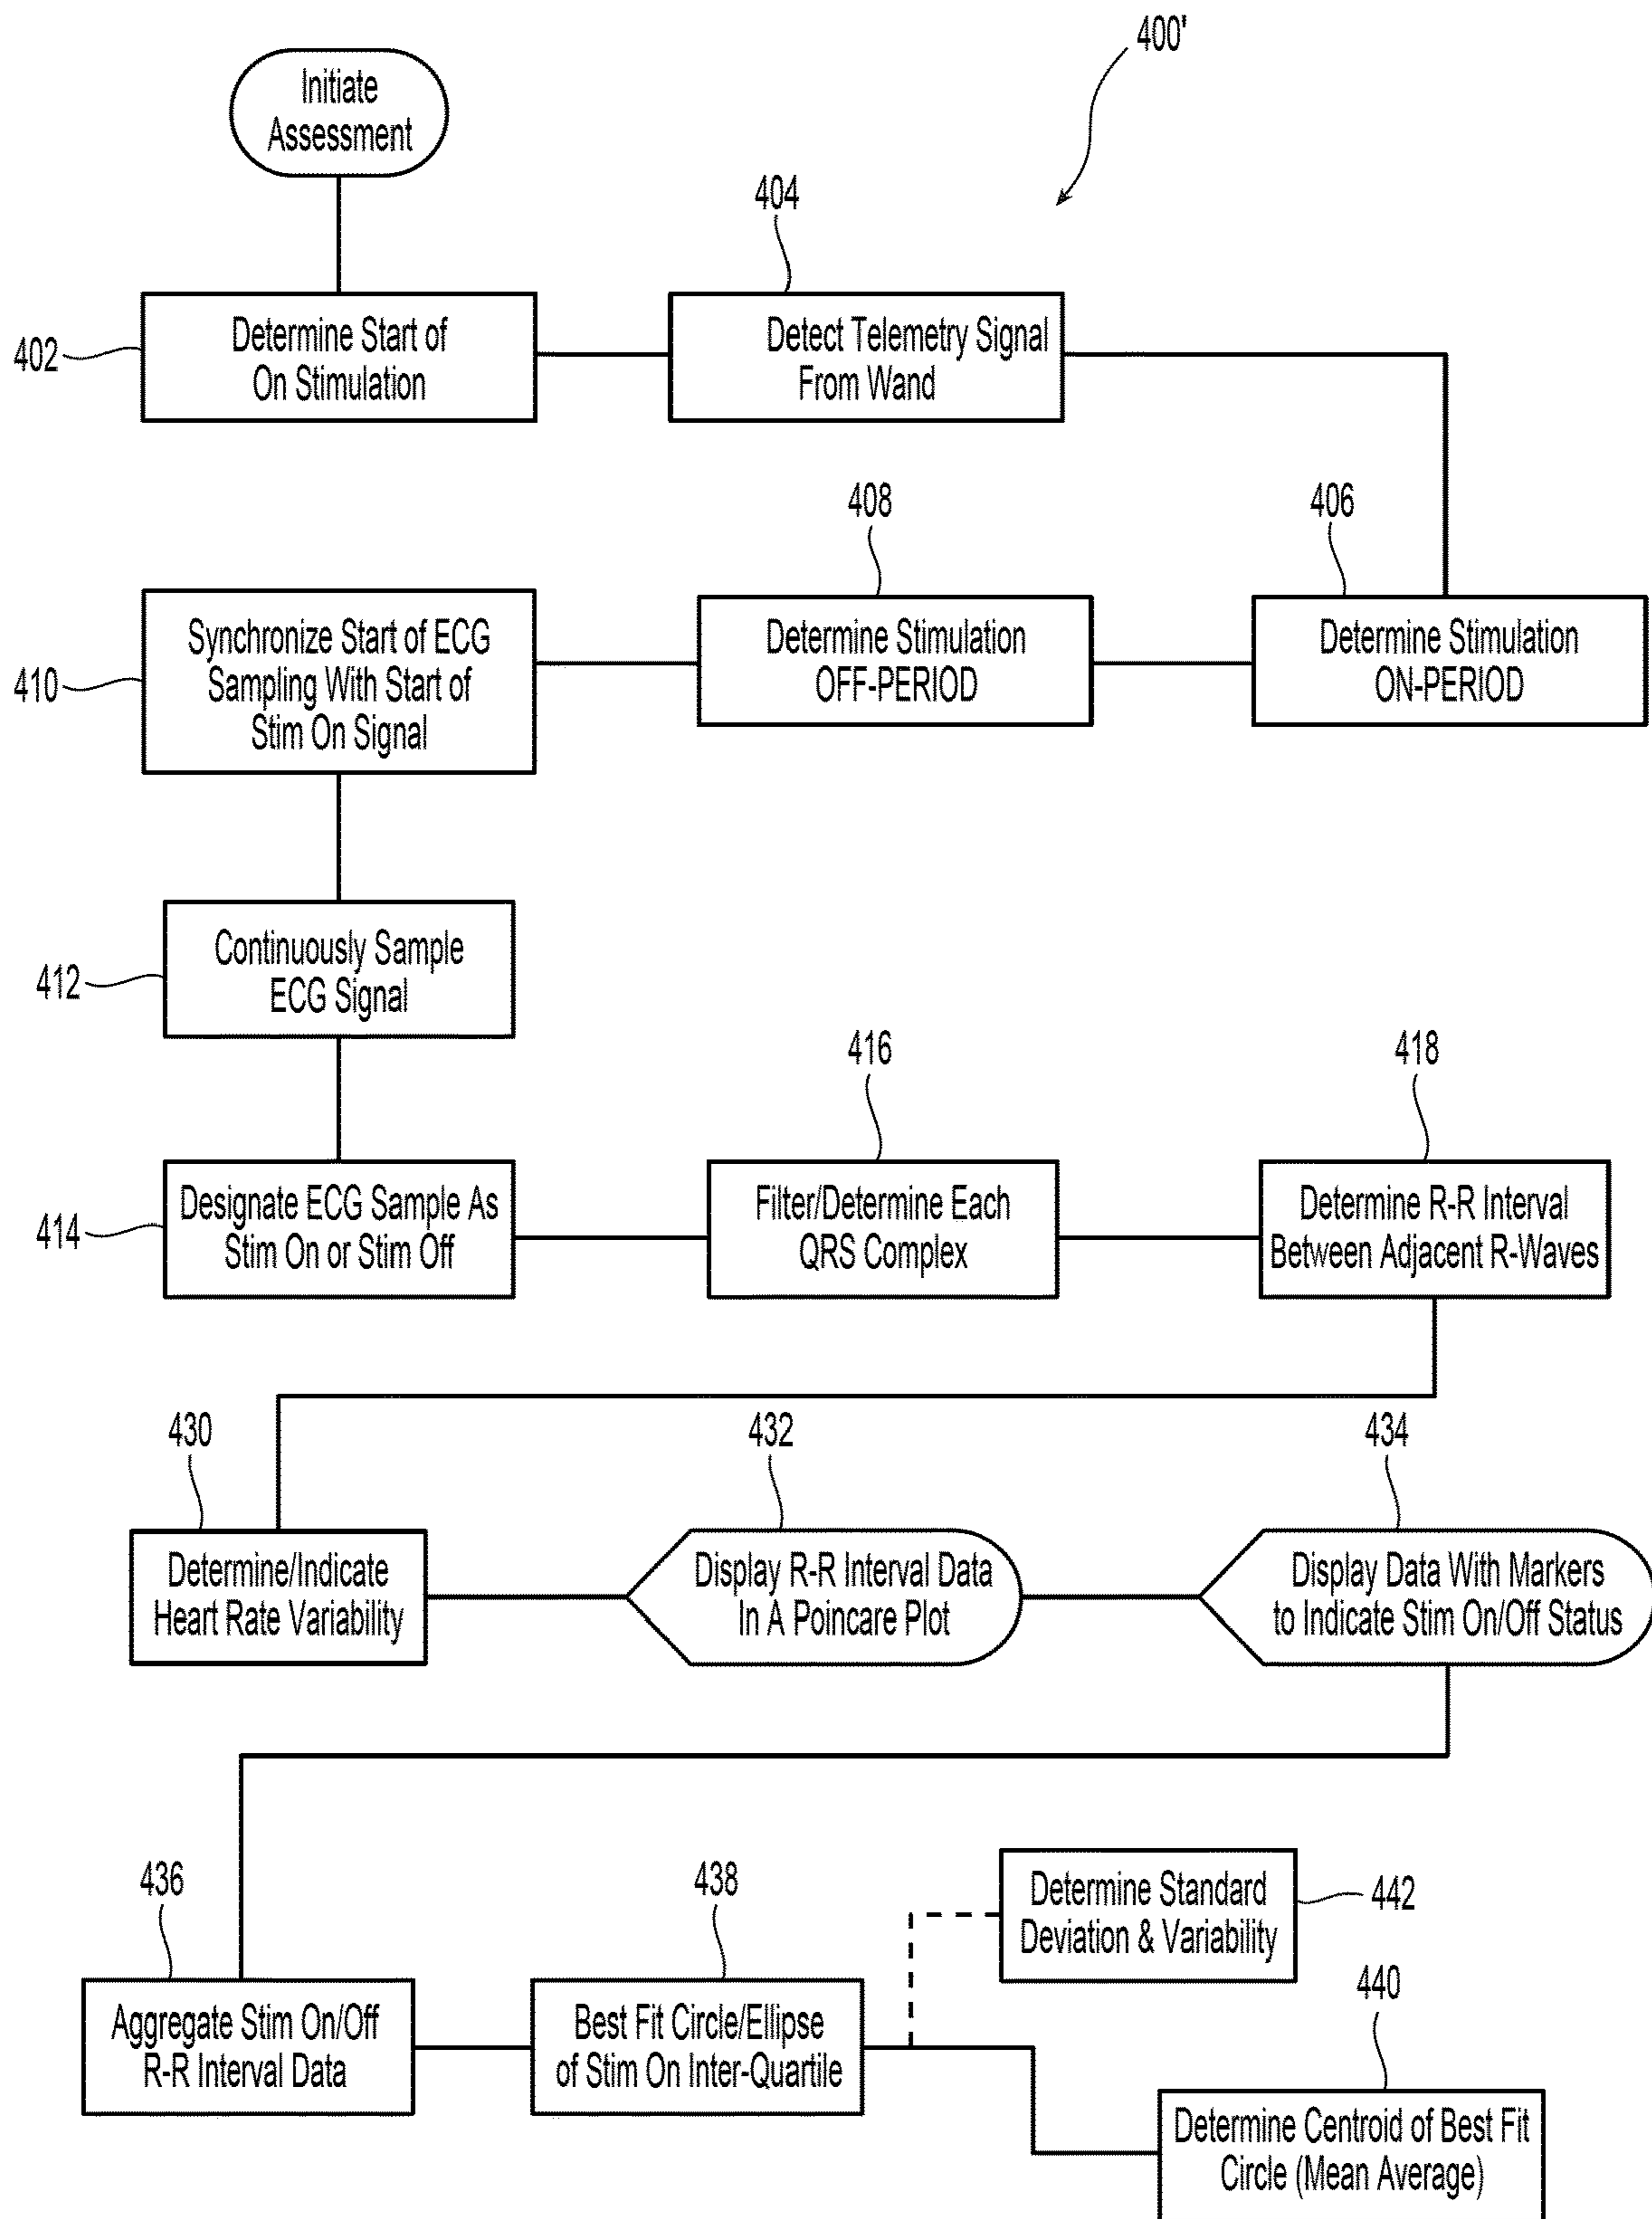 400'
Initiate
Assessment
404
402
Determine Start of
On Stimulation
Detect Telemetry Signal
From Wand
408
406
410
Synchronize Start of ECG
Sampling With Start of
Stim On Signal
Determine Stimulation
OFF-PERIOD
Determine Stimulation
ON-PERIOD
412
Continuously Sample
ECG Signal
416
418
414
Designate ECG Sample As
Stim On or Stim Off
Filter/Determine Each
QRS Complex
Determine R-R Interval
Between Adjacent R-Waves
430
432
434
Determine/Indicate
Heart Rate Variability
Display R-R Interval Data
In A Poincare Plot
Display Data With Markers
to Indicate Stim On/Off Status
436
438
Determine Standard
Deviation & Variability
442
440
Aggregate Stim On/Off
R-R Interval Data
Best Fit Circle/Ellipse
of Stim On Inter-Quartile
Determine Centroid of Best Fit
Circle (Mean Average)